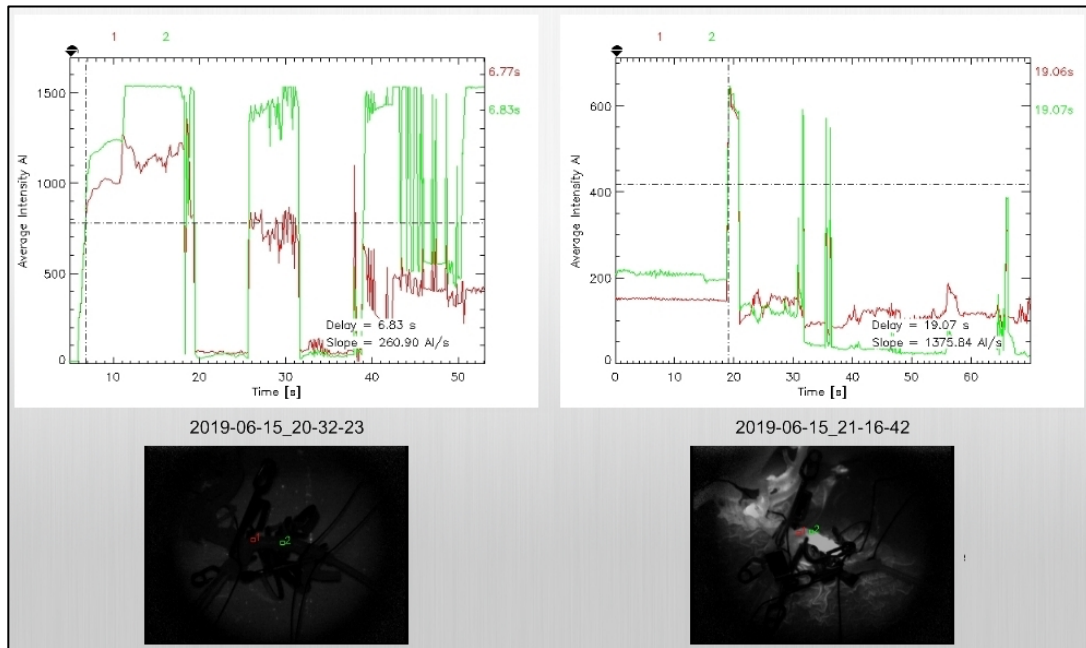 1 2
6.77s
6.83s
1500
1000
500
0
Average Intensity AI
Delay = 6.83 s
Slope = 260.90 AI/s
10 20 30 40 50
Time [s]
2019-06-15_20-32-23
1
2
1 2
19.06s
19.07s
600
400
200
0
Average Intensity AI
Delay = 19.07 s
Slope = 1375.84 AI/s
0 20 40 60
Time [s]
2019-06-15_21-16-42
2